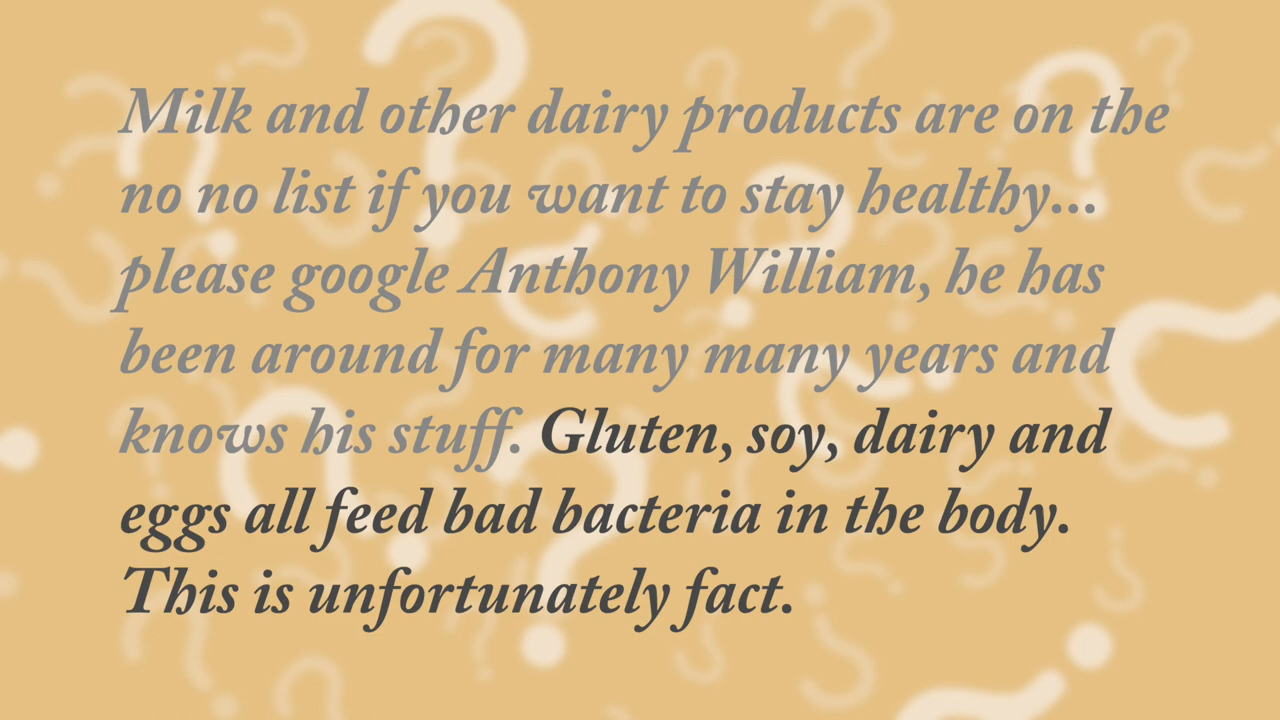 Milk and other dairy products are on the
no no list if you want to stay healthy...
please google Anthony William, he has
been around for many many years and
knows his stuff. Gluten, soy, dairy and
eggs all feed bad bacteria in the body.
This is unfortunately fact.